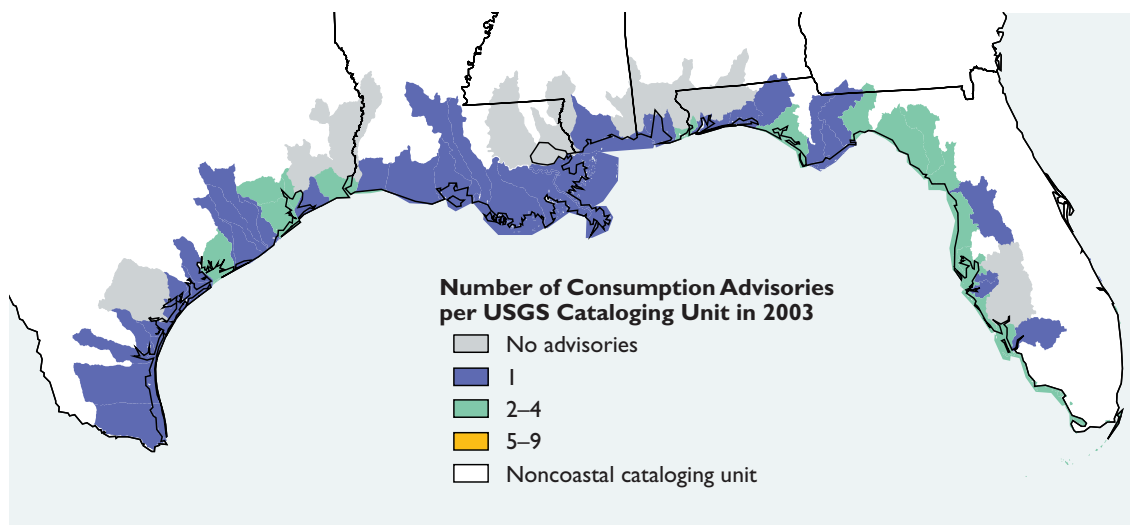 Number of Consumption Advisories
per USGS Cataloging Unit in 2003
No advisories
1
2–4
5–9
Noncoastal cataloging unit